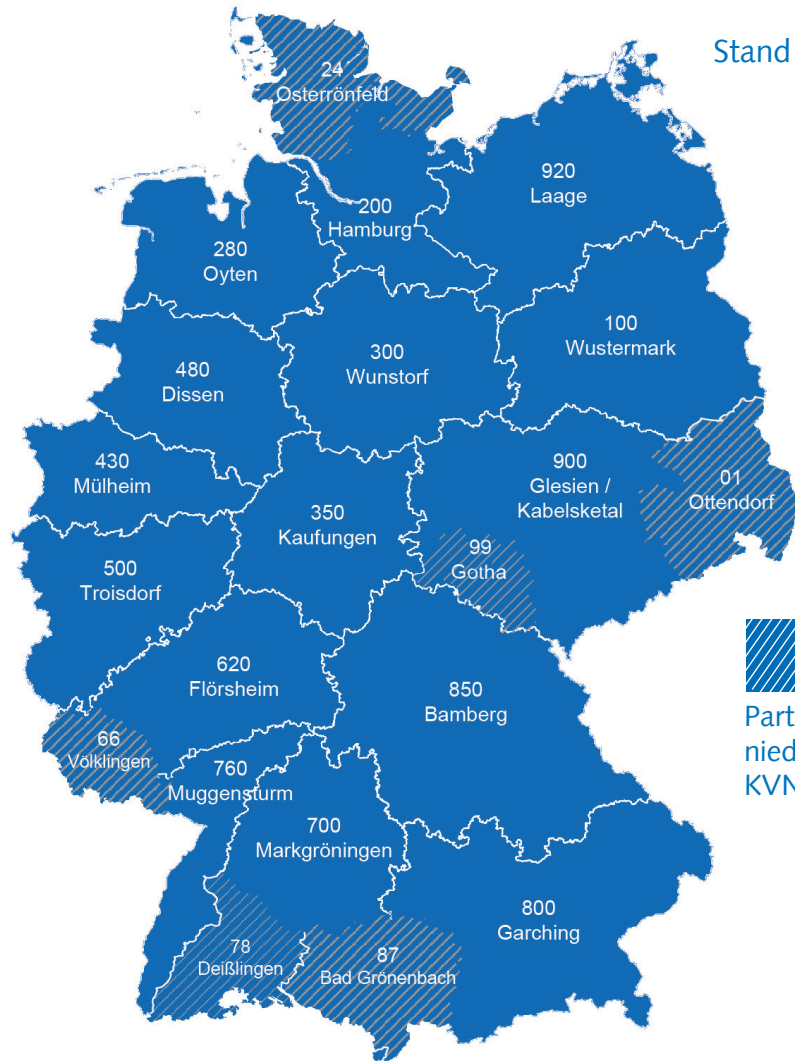 Stand
24
Osterrönfeld
920
Laage
200
Hamburg
280
Oyten
100
Wustermark
300
Wunstorf
480
Dissen
430
Mülheim
900
Glesien /
Kabelsketal
01
Ottendorf
350
Kaufungen
99
Gotha
500
Troisdorf
620
Flörsheim
850
Bamberg
Part
nied
KVN
66
Völklingen
760
Muggensturm
700
Markgröningen
800
Garching
78
Deißlingen
87
Bad Grönenbach